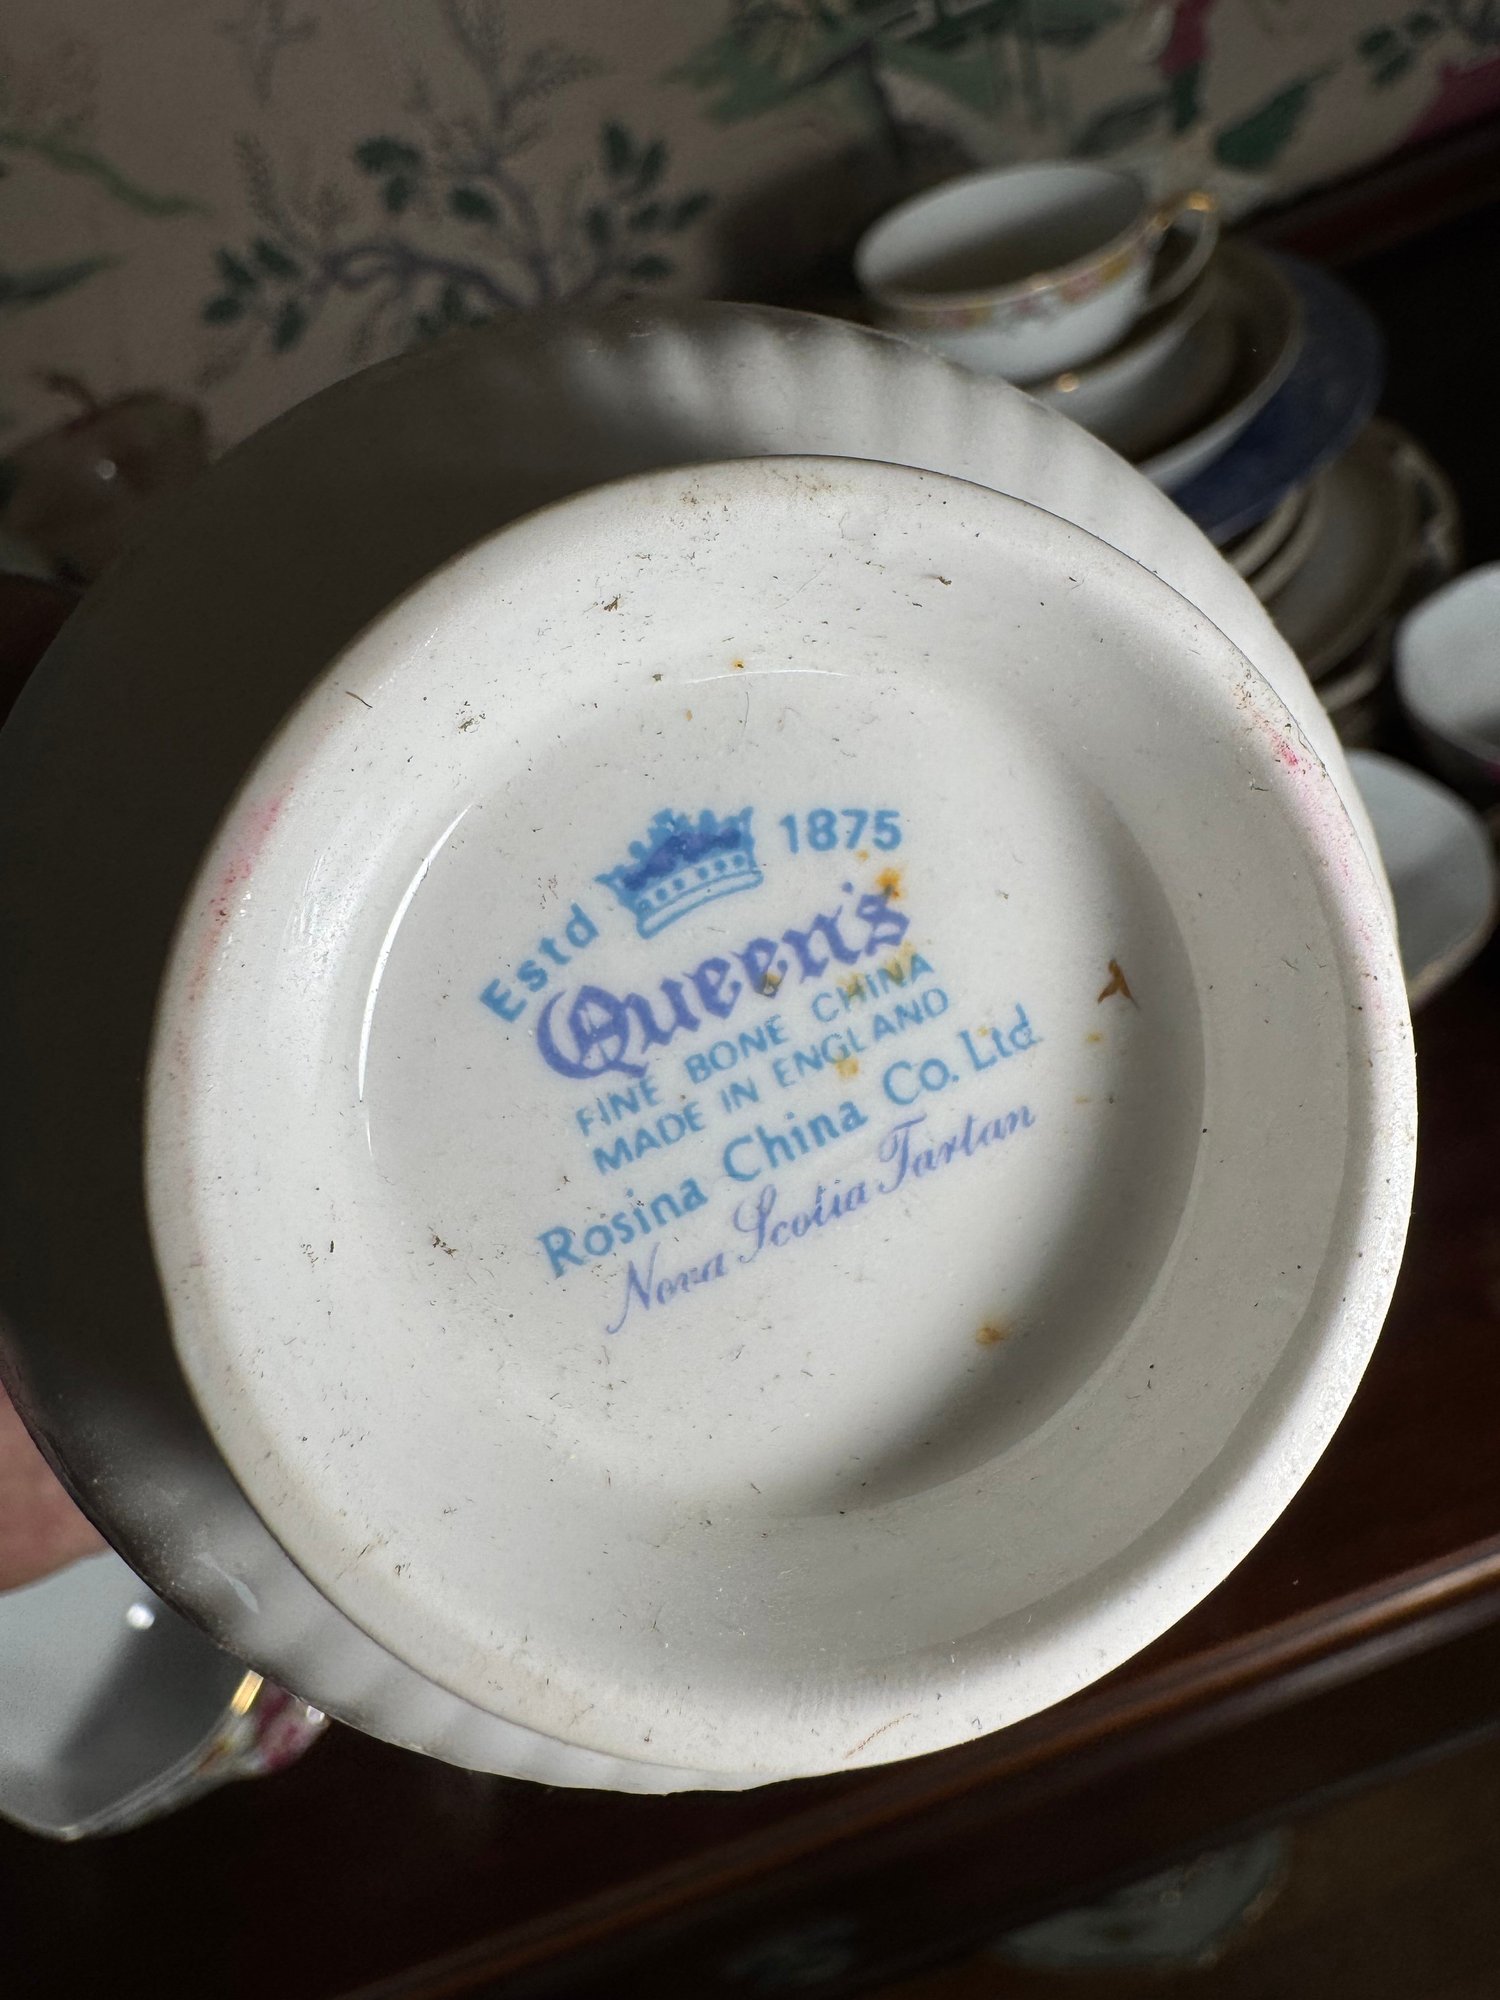 Estd 1875
Queen's
FINE BONE CHINA
MADE IN ENGLAND
Rosina China Co. Ltd
Nova Scotia Tartan